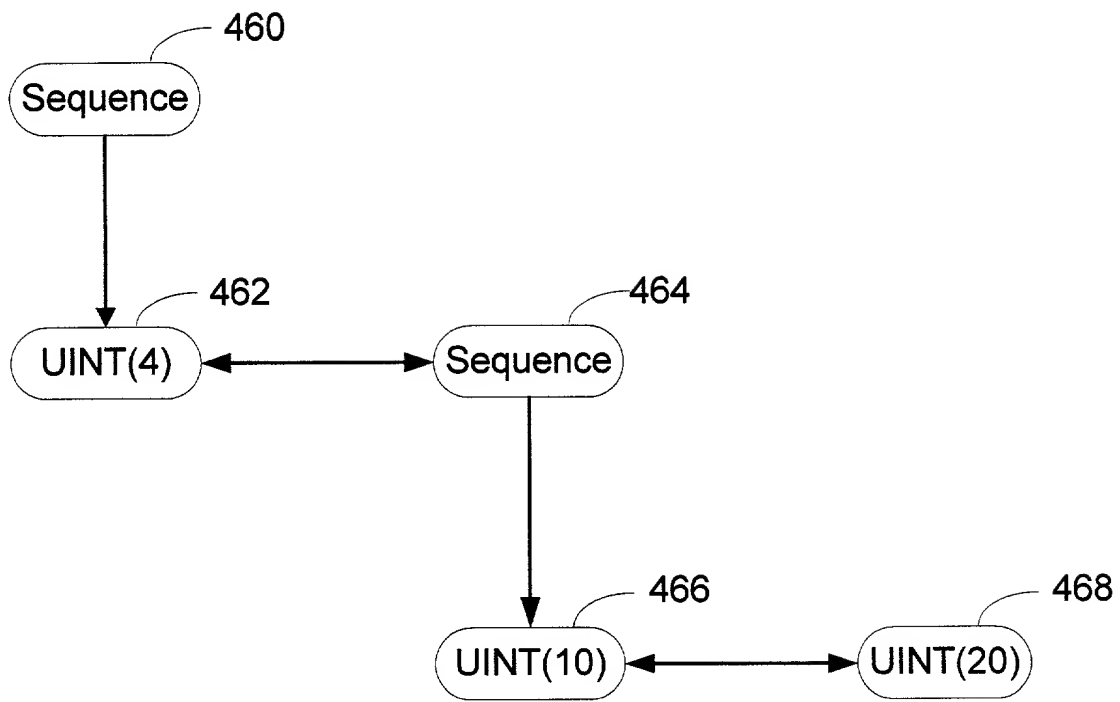 460
Sequence
462
464
UINT(4)
Sequence
466
468
UINT(10)
UINT(20)